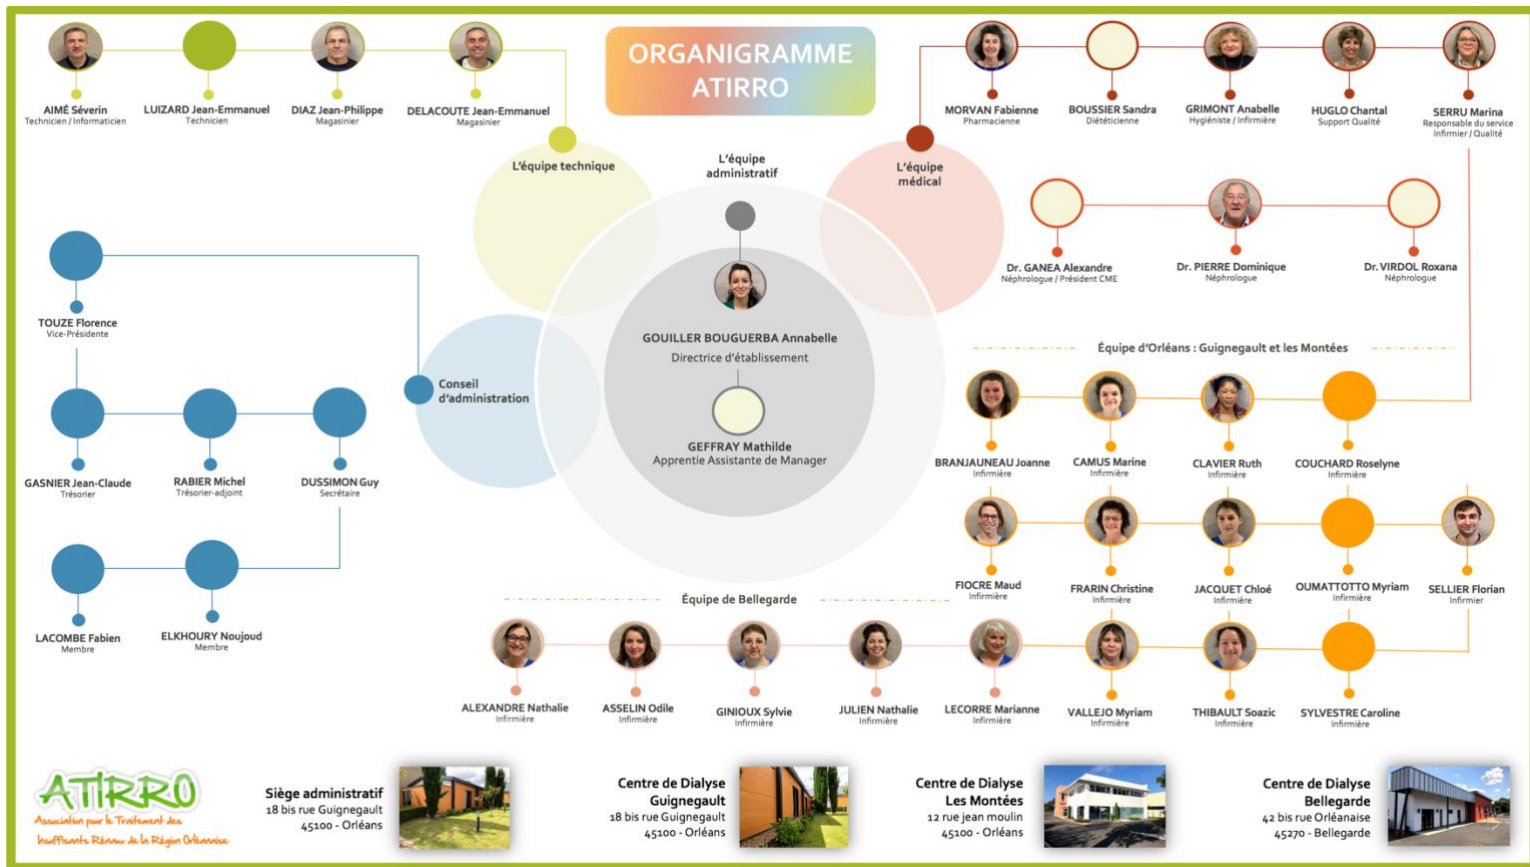 ORGANIGRAMME
ATIRRO
AIMÉ Séverin
Technicien / Informaticien
LUIZARD Jean-Emmanuel
Technicien
DIAZ Jean-Philippe
Magasinier
DELACOUTE Jean-Emmanuel
Magasinier
L'équipe technique
L'équipe
administratif
L'équipe
médical
MORVAN Fabienne
Pharmacienne
BOUSSIER Sandra
Diététicienne
GRIMONT Anabelle
Hygiéniste / Infirmière
HUGLO Chantal
Support Qualité
SERRU Marina
Responsable du service
Infirmier / Qualité
Dr. GANEA Alexandre
Néphrologue / Président CME
Dr. PIERRE Dominique
Néphrologue
Dr. VIRDOL Roxana
Néphrologue
TOUZE Florence
Vice-Présidente
GASNIER Jean-Claude
Trésorier
RABIER Michel
Trésorier-adjoint
DUSSIMON Guy
Secrétaire
LACOMBE Fabien
Membre
ELKHOURY Noujoud
Membre
Conseil
d'administration
GOUILLER BOUGUERBA Annabelle
Directrice d'établissement
GEFFRAY Mathilde
Apprentie Assistante de Manager
Équipe d'Orléans : Guignegault et les Montées
BRANJAUNEAU Joanne
Infirmière
CAMUS Marine
Infirmière
CLAVIER Ruth
Infirmière
COUCHARD Roselyne
Infirmière
FIOCRE Maud
Infirmière
FRARIN Christine
Infirmière
JACQUET Chloé
Infirmière
OUMATTOTTO Myriam
Infirmière
SELLIER Florian
Infirmier
Équipe de Bellegarde
ALEXANDRE Nathalie
Infirmière
ASSELIN Odile
Infirmière
GINIOUX Sylvie
Infirmière
JULIEN Nathalie
Infirmière
LECORRE Marianne
Infirmière
VALLEJO Myriam
Infirmière
THIBAULT Soazic
Infirmière
SYLVESTRE Caroline
Infirmière
ATIRRO
Association pour le Traitement des
Insuffisants Rénaux de la Région Orléanaise
Siège administratif
18 bis rue Guignegault
45100 - Orléans
Centre de Dialyse
Guignegault
18 bis rue Guignegault
45100 - Orléans
Centre de Dialyse
Les Montées
12 rue jean moulin
45100 - Orléans
Centre de Dialyse
Bellegarde
42 bis rue Orléanaise
45270 - Bellegarde